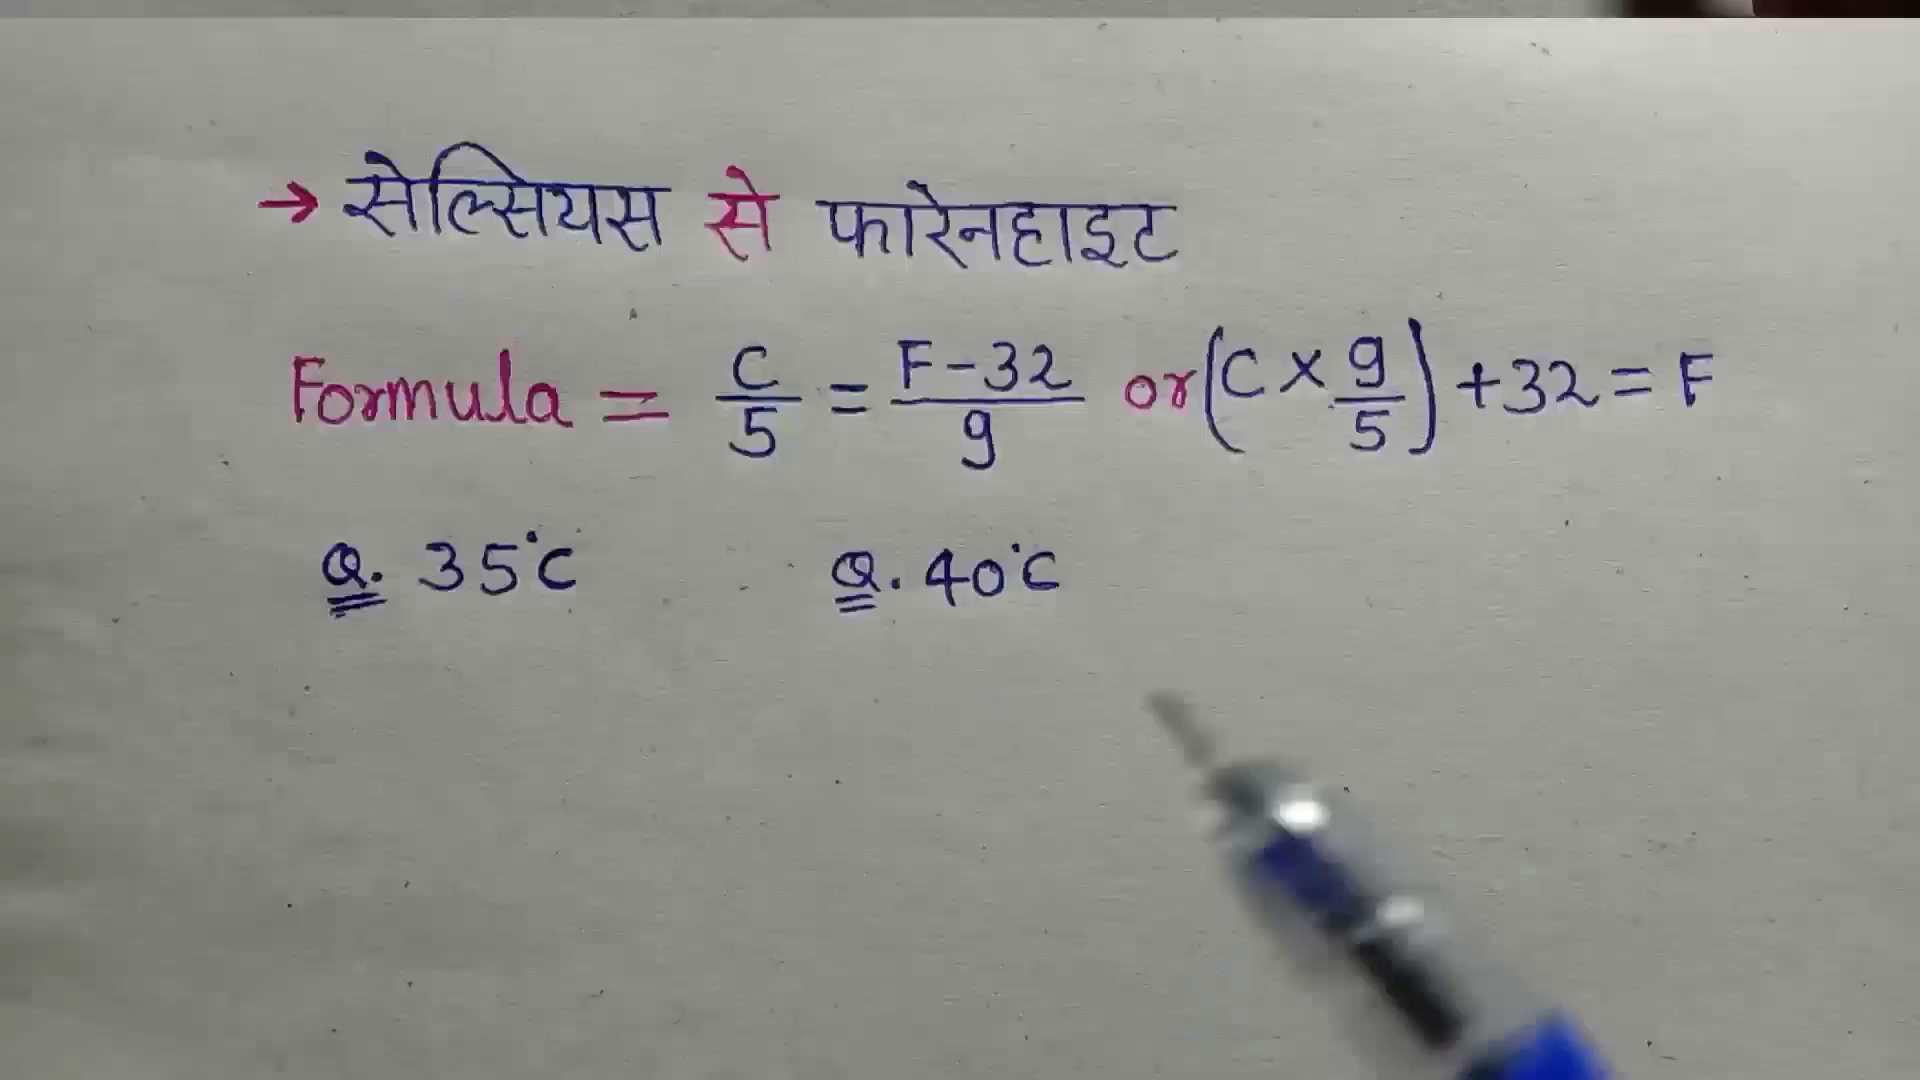 → सेल्सियस से फारेनहाइट
Formula = C/5 = F-32/9 or (C × 9/5) + 32 = F
Q. 35°C Q. 40°C